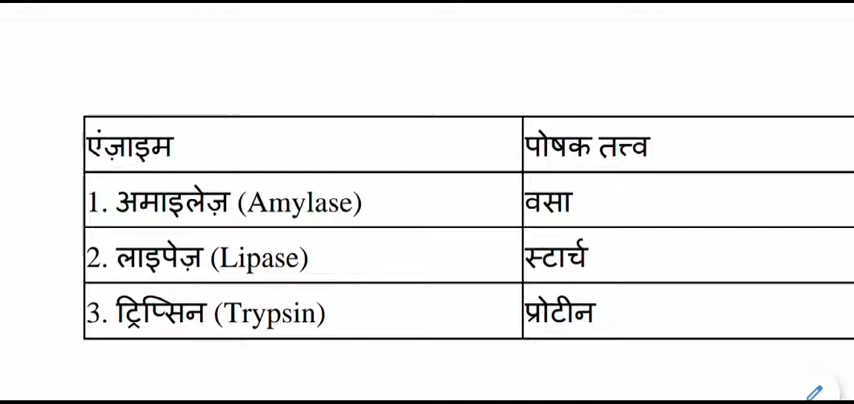 एंज़ाइम पोषक तत्त्व
1. अमाइलेज़ (Amylase) वसा
2. लाइपेज़ (Lipase) स्टार्च
3. ट्रिप्सिन (Trypsin) प्रोटीन